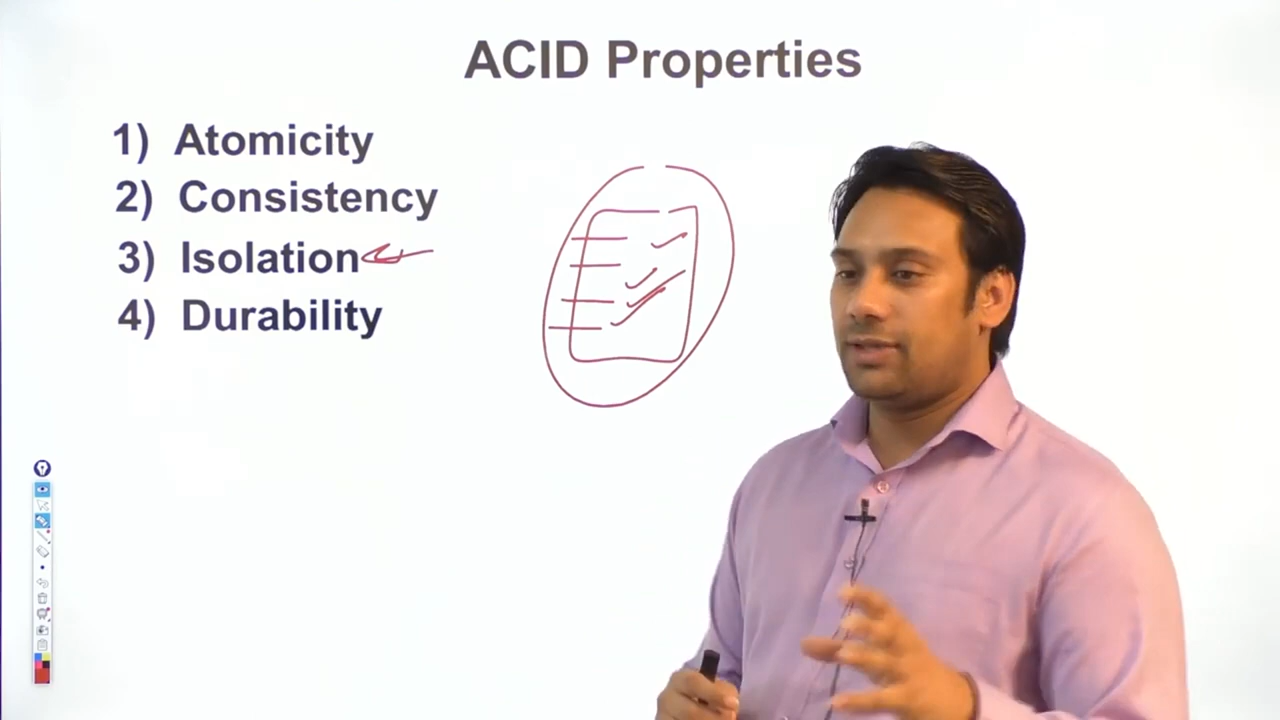 ACID Properties
1) Atomicity
2) Consistency
3) Isolation
4) Durability